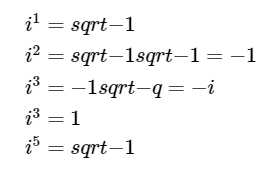 i¹ = sqrt−1
i² = sqrt−1sqrt−1 = −1
i³ = −1sqrt−q = −i
i³ = 1
i⁵ = sqrt−1